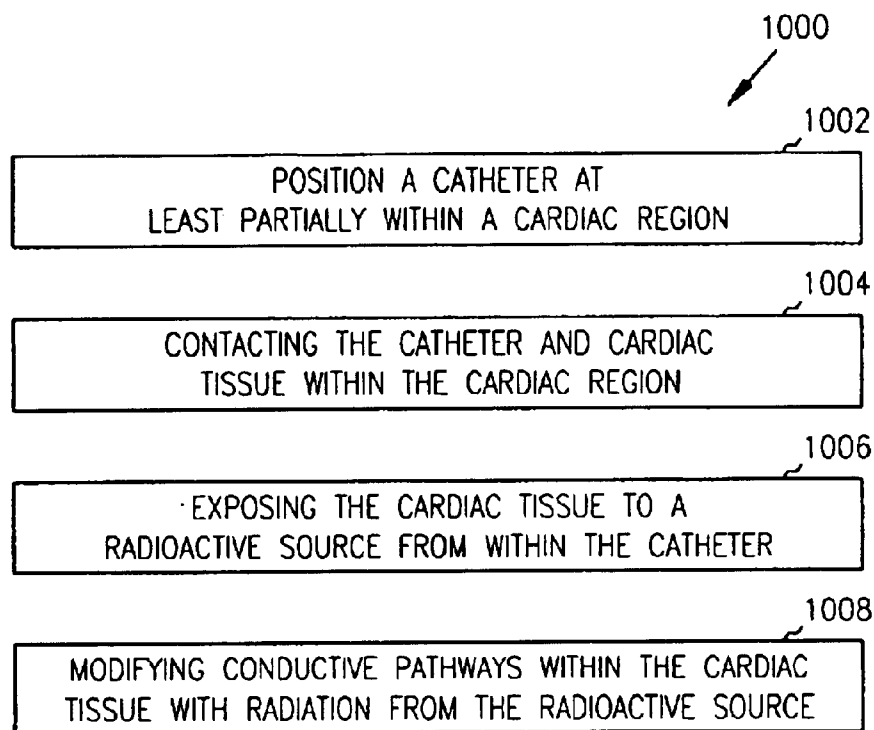 1000
1002
POSITION A CATHETER AT
LEAST PARTIALLY WITHIN A CARDIAC REGION
1004
CONTACTING THE CATHETER AND CARDIAC
TISSUE WITHIN THE CARDIAC REGION
1006
EXPOSING THE CARDIAC TISSUE TO A
RADIOACTIVE SOURCE FROM WITHIN THE CATHETER
1008
MODIFYING CONDUCTIVE PATHWAYS WITHIN THE CARDIAC
TISSUE WITH RADIATION FROM THE RADIOACTIVE SOURCE